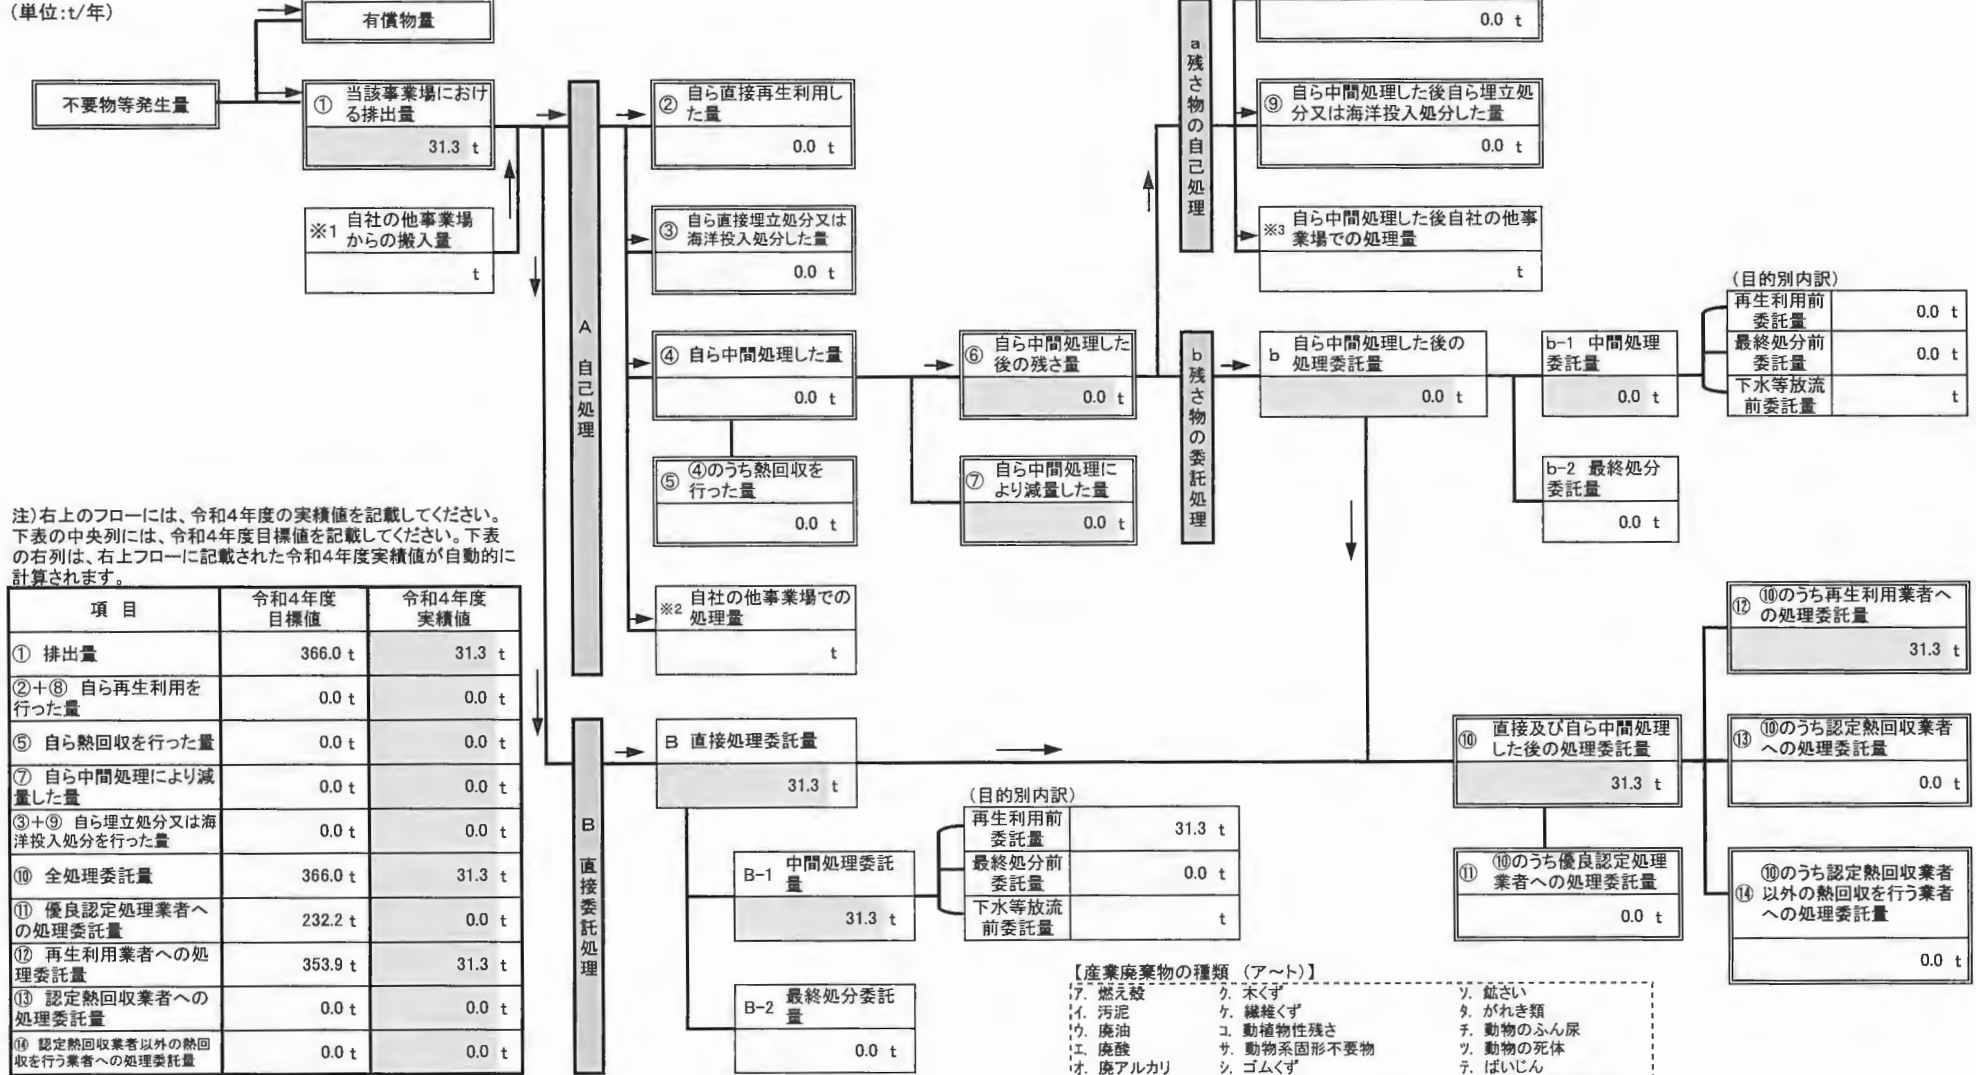 (単位:t/年)
有償物量
不要物等発生量
① 当該事業場におけ
る排出量
31.3 t
※1 自社の他事業場
からの搬入量
t
A 自己処理
② 自ら直接再生利用し
た量
0.0 t
③ 自ら直接埋立処分又は
海洋投入処分した量
0.0 t
④ 自ら中間処理した量
0.0 t
⑤ ④のうち熱回収を
行った量
0.0 t
※2 自社の他事業場での
処理量
t
⑥ 自ら中間処理した
後の残さ量
0.0 t
⑦ 自ら中間処理に
より減量した量
0.0 t
a 残さ物の自己処理
0.0 t
⑨ 自ら中間処理した後自ら埋立処
分又は海洋投入処分した量
0.0 t
※3 自ら中間処理した後自社の他事
業場での処理量
t
b 残さ物の委託処理
b 自ら中間処理した後の
処理委託量
0.0 t
b-1 中間処理
委託量
0.0 t
b-2 最終処分
委託量
0.0 t
(目的別内訳)
再生利用前
委託量 0.0 t
最終処分前
委託量 0.0 t
下水等放流
前委託量 t
注)右上のフローには、令和4年度の実績値を記載してください。
下表の中央列には、令和4年度目標値を記載してください。下表
の右列は、右上フローに記載された令和4年度実績値が自動的に
計算されます。
項 目 令和4年度
目標値 令和4年度
実績値
① 排出量 366.0 t 31.3 t
②+⑧ 自ら再生利用を
行った量 0.0 t 0.0 t
⑤ 自ら熱回収を行った量 0.0 t 0.0 t
⑦ 自ら中間処理により減
量した量 0.0 t 0.0 t
③+⑨ 自ら埋立処分又は海
洋投入処分を行った量 0.0 t 0.0 t
⑩ 全処理委託量 366.0 t 31.3 t
⑪ 優良認定処理業者へ
の処理委託量 232.2 t 0.0 t
⑫ 再生利用業者への処
理委託量 353.9 t 31.3 t
⑬ 認定熱回収業者への
処理委託量 0.0 t 0.0 t
⑭ 認定熱回収業者以外の熱回
収を行う業者への処理委託量 0.0 t 0.0 t
B 直接委託処理
B 直接処理委託量
31.3 t
B-1 中間処理委託
量
31.3 t
B-2 最終処分委託
量
0.0 t
(目的別内訳)
再生利用前
委託量 31.3 t
最終処分前
委託量 0.0 t
下水等放流
前委託量 t
⑩ 直接及び自ら中間処理
した後の処理委託量
31.3 t
⑪ ⑩のうち優良認定処理
業者への処理委託量
0.0 t
⑫ ⑩のうち再生利用業者へ
の処理委託量
31.3 t
⑬ ⑩のうち認定熱回収業者
への処理委託量
0.0 t
⑭ ⑩のうち認定熱回収業者
以外の熱回収を行う業者
への処理委託量
0.0 t
【産業廃棄物の種類 (ア～ト)】
ア. 燃え殻 ク. 木くず ソ. 鉱さい
イ. 汚泥 ケ. 繊維くず タ. がれき類
ウ. 廃油 コ. 動植物性残さ チ. 動物のふん尿
エ. 廃酸 サ. 動物系固形不要物 ツ. 動物の死体
オ. 廃アルカリ シ. ゴムくず テ. ばいじん